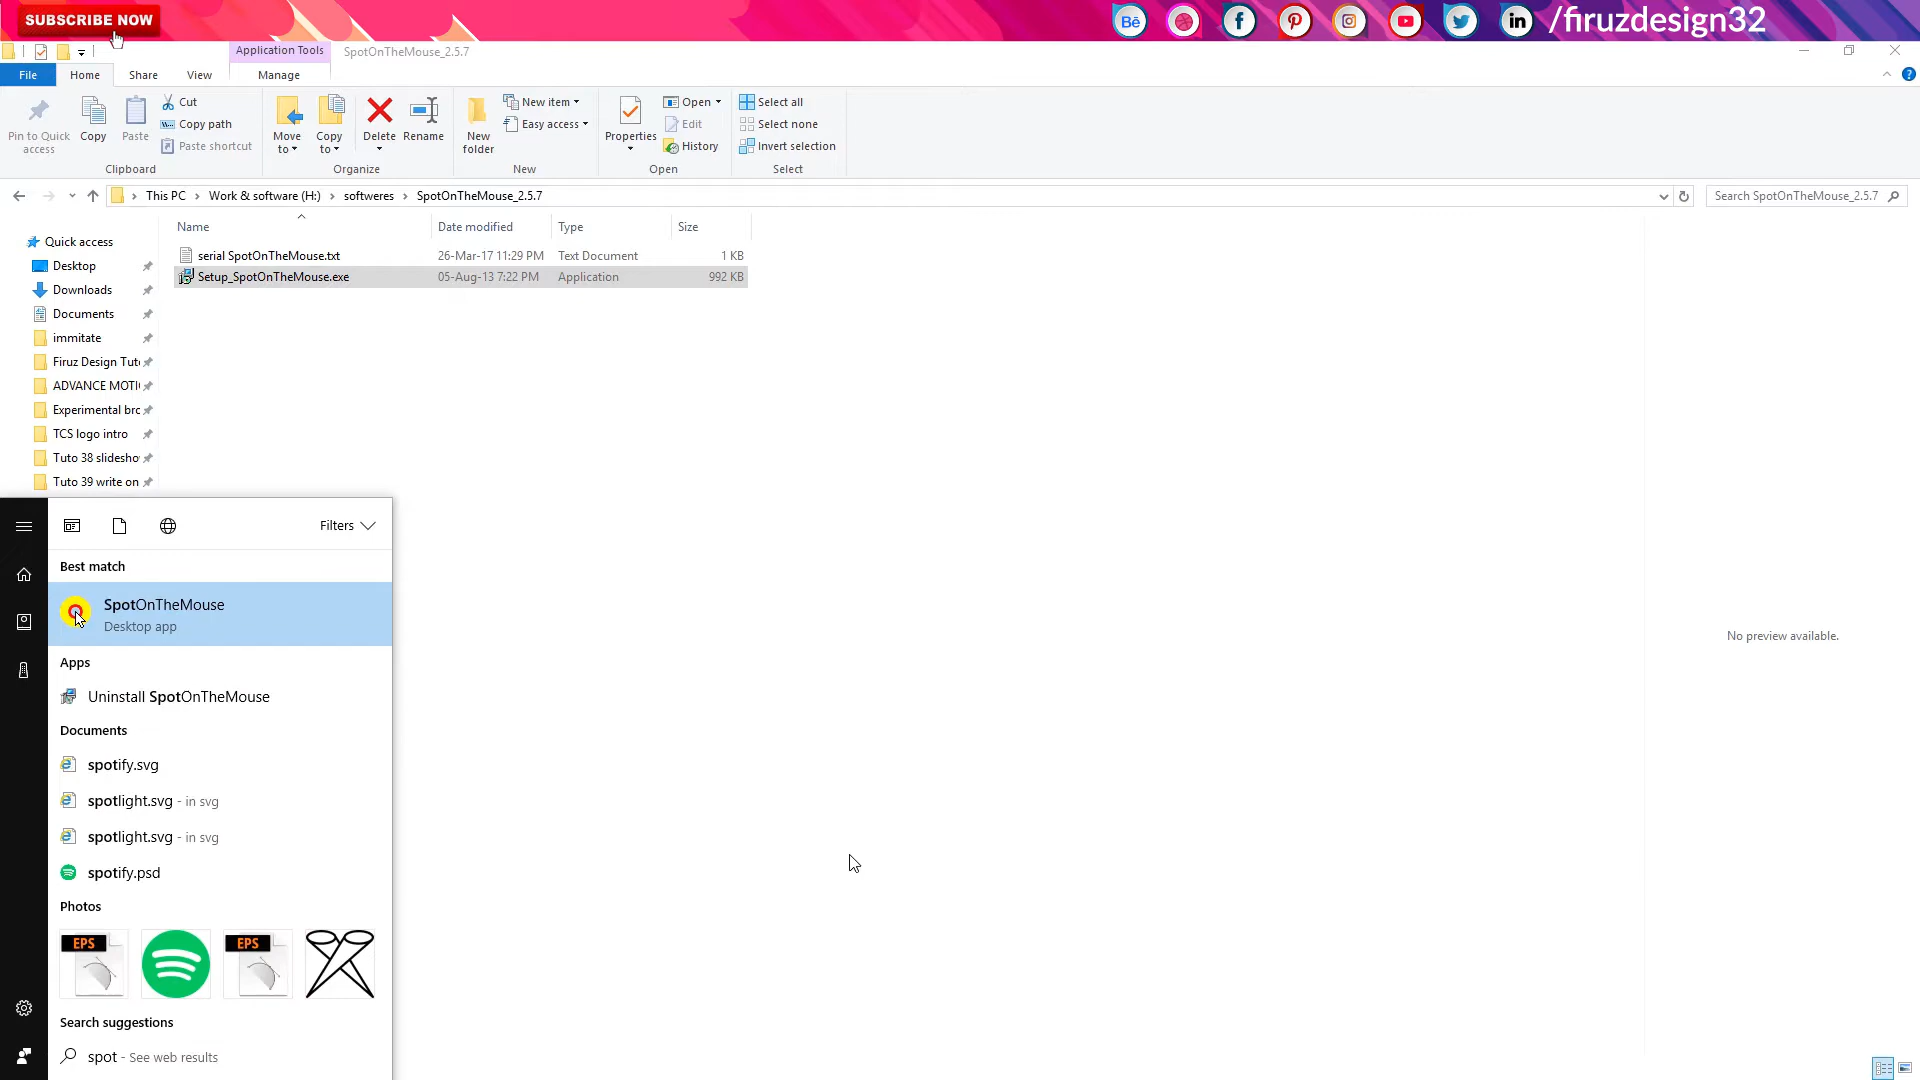 SUBSCRIBE NOW
Bē
/firuzdesign32
Application Tools
SpotOnTheMouse_2.5.7
File
Home
Share
View
Manage
Pin to Quick
access
Copy
Paste
Cut
Copy path
Paste shortcut
Clipboard
Move
to
Copy
to
Delete
Rename
Organize
New
folder
New item
Easy access
New
Properties
Open
Edit
History
Open
Select all
Select none
Invert selection
Select
This PC
Work & software (H:)
softweres
SpotOnTheMouse_2.5.7
Search SpotOnTheMouse_2.5.7
Name
Date modified
Type
Size
serial SpotOnTheMouse.txt
26-Mar-17 11:29 PM
Text Document
1 KB
Setup_SpotOnTheMouse.exe
05-Aug-13 7:22 PM
Application
992 KB
Quick access
Desktop
Downloads
Documents
immitate
Firuz Design Tut
ADVANCE MOTI
Experimental bro
TCS logo intro
Tuto 38 slidesho
Tuto 39 write on
Filters
Best match
SpotOnTheMouse
Desktop app
Apps
Uninstall SpotOnTheMouse
Documents
spotify.svg
spotlight.svg - in svg
spotlight.svg - in svg
spotify.psd
Photos
EPS
EPS
Search suggestions
spot - See web results
No preview available.